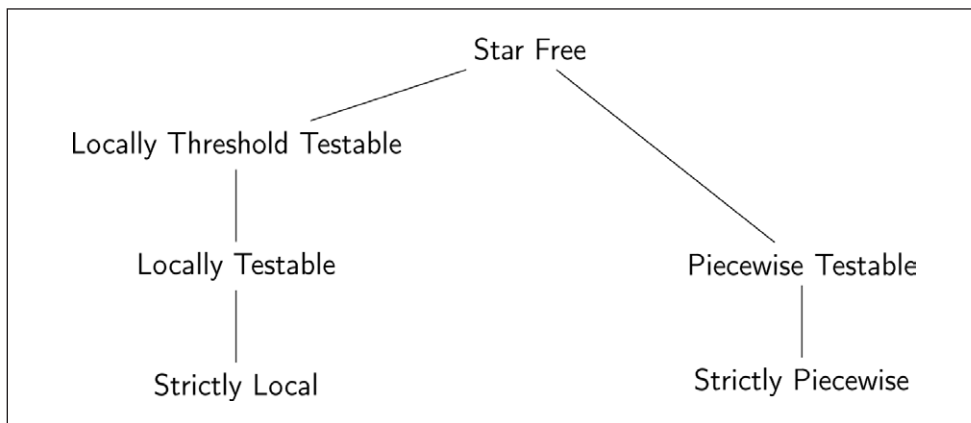 Star Free
Locally Threshold Testable
Locally Testable
Piecewise Testable
Strictly Local
Strictly Piecewise